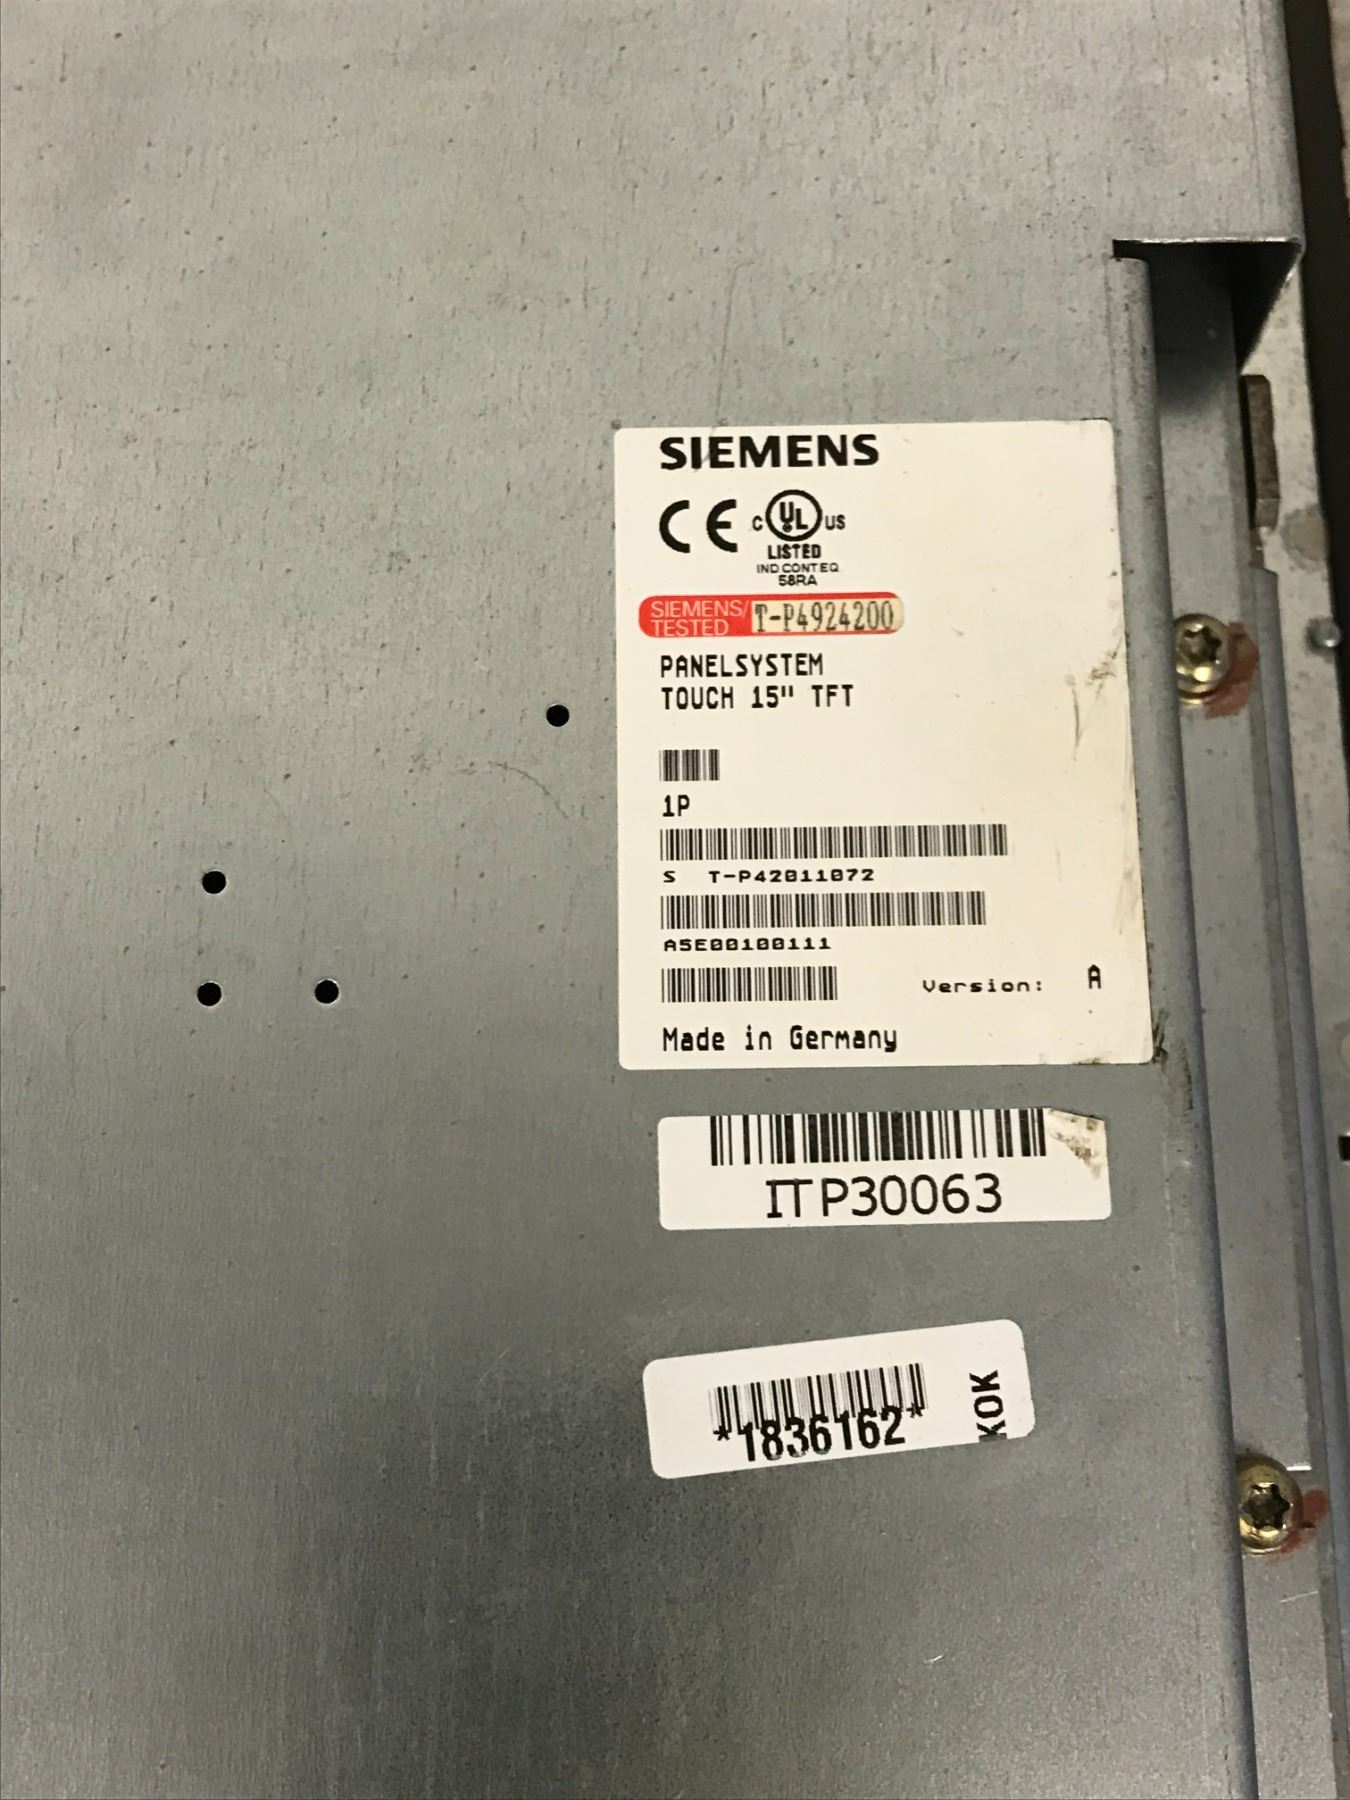 SIEMENS
CE C UL US
LISTED
IND CONT EQ
58RA
SIEMENS/ T-P4924200
TESTED
PANELSYSTEM
TOUCH 15" TFT
1P
S T-P42011072
A5E00100111
Version: A
Made in Germany
ITP30063
*1836162*
KOK